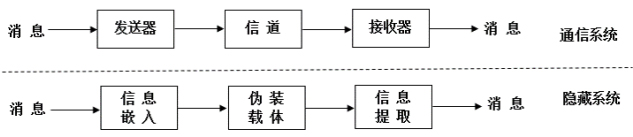 消 息
发送器
信 道
接收器
消 息
通信系统
消 息
信 息
嵌 入
伪 装
载 体
信 息
提 取
消 息
隐藏系统